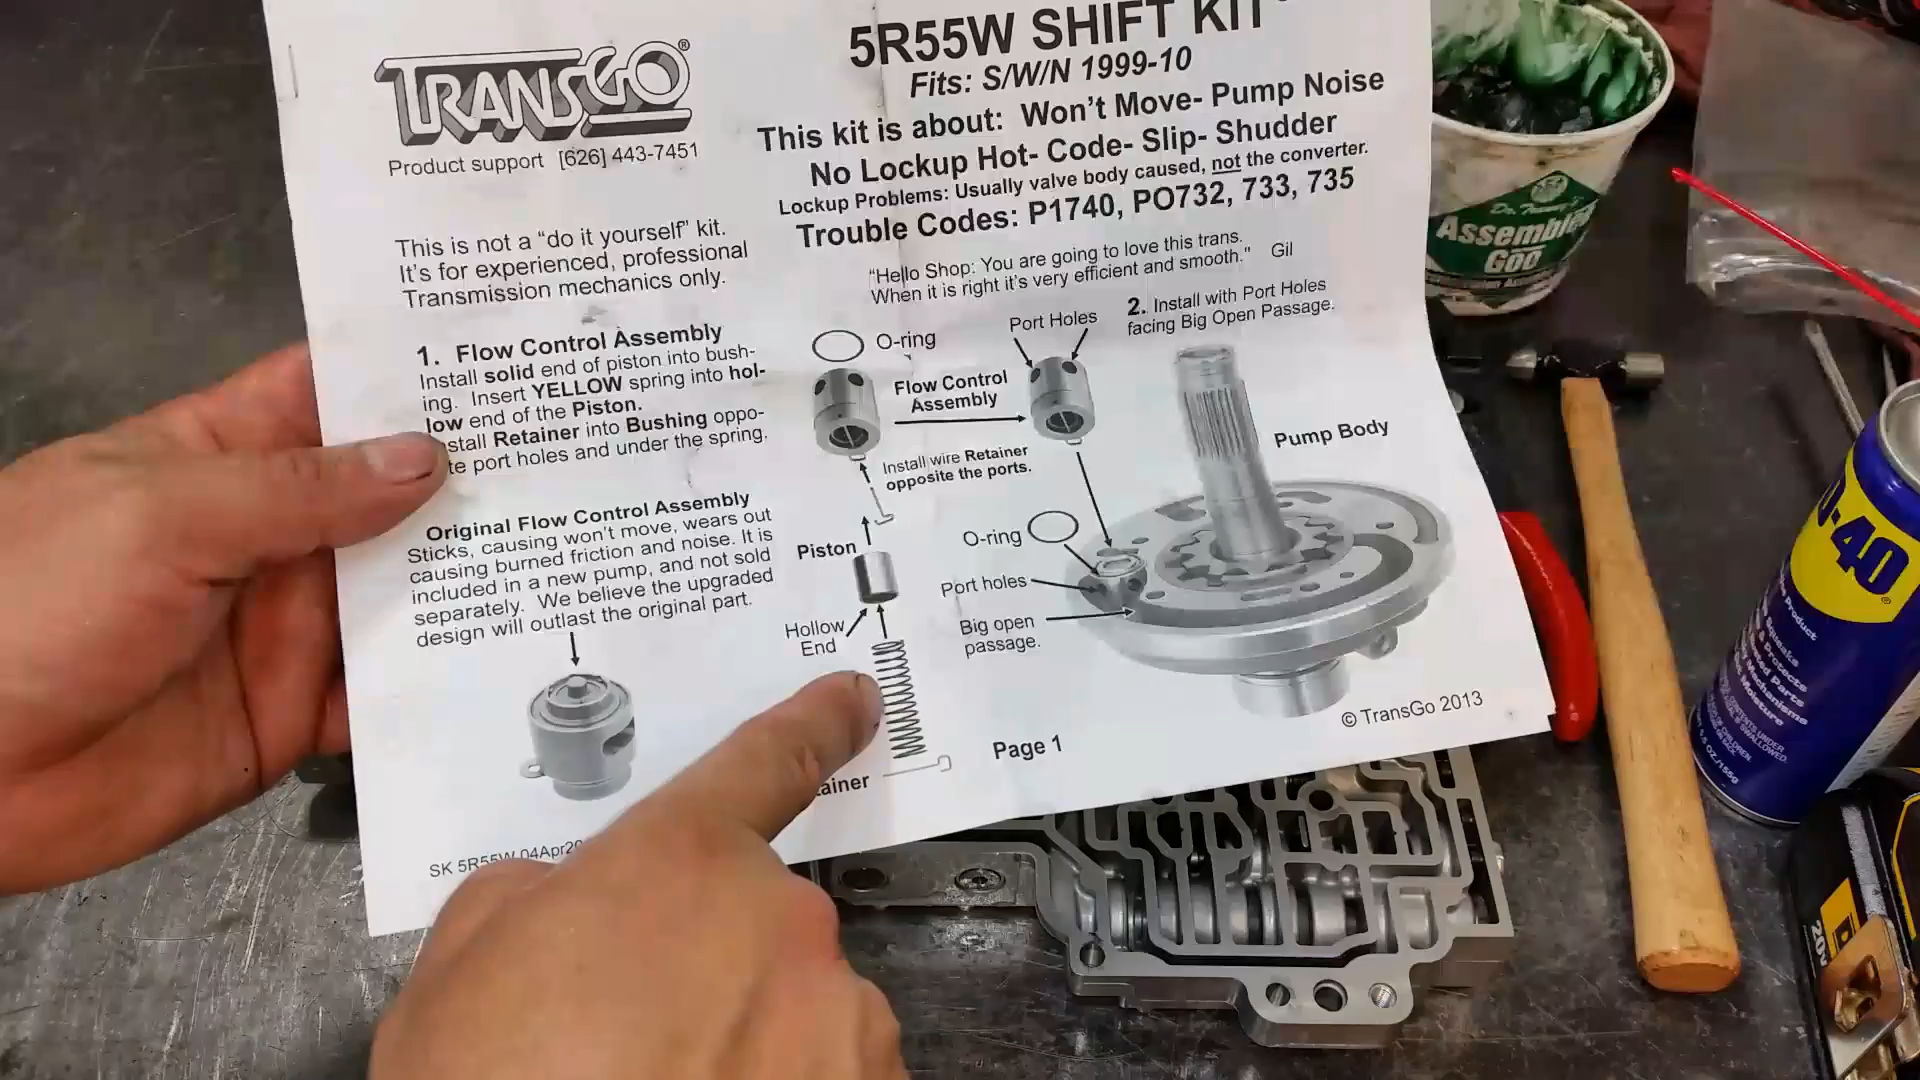 TRANSGO®
Product support [626] 443-7451
5R55W SHIFT KIT
Fits: S/W/N 1999-10
This kit is about: Won't Move- Pump Noise
No Lockup Hot- Code- Slip- Shudder
Lockup Problems: Usually valve body caused, not the converter.
Trouble Codes: P1740, PO732, 733, 735
This is not a "do it yourself" kit.
It's for experienced, professional
Transmission mechanics only.
"Hello Shop: You are going to love this trans.
When it is right it's very efficient and smooth." Gil
1. Flow Control Assembly
Install solid end of piston into bush-
ing. Insert YELLOW spring into hol-
low end of the Piston.
stall Retainer into Bushing oppo-
te port holes and under the spring.
Original Flow Control Assembly
Sticks, causing won't move, wears out
causing burned friction and noise. It is
included in a new pump, and not sold
separately. We believe the upgraded
design will outlast the original part.
O-ring
Flow Control
Assembly
Port Holes
Install wire Retainer
opposite the ports.
Piston
Hollow
End
tainer
2. Install with Port Holes
facing Big Open Passage.
Pump Body
O-ring
Port holes
Big open
passage.
Page 1
© TransGo 2013
SK 5R55W 04Apr20
Assemblee
Goo
D-40
20V